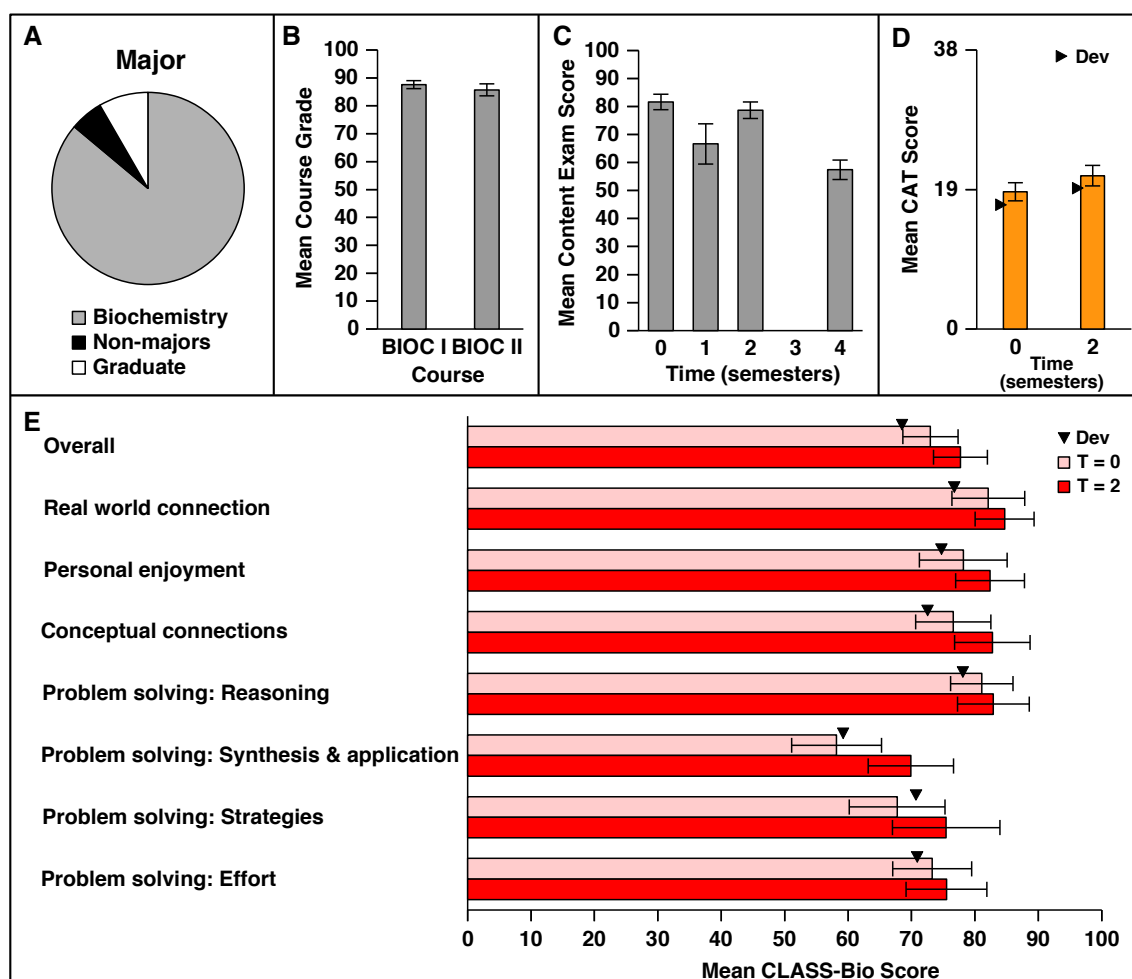 A
Major
Biochemistry
Non-majors
Graduate
B
Mean Course Grade
100
90
80
70
60
50
40
30
20
10
0
BIOC I BIOC II
Course
C
Mean Content Exam Score
100
90
80
70
60
50
40
30
20
10
0
0 1 2 3 4
Time (semesters)
D
Mean CAT Score
38
19
0
Dev
0 2
Time
(semesters)
E
Overall
Real world connection
Personal enjoyment
Conceptual connections
Problem solving: Reasoning
Problem solving: Synthesis & application
Problem solving: Strategies
Problem solving: Effort
Dev
T = 0
T = 2
0 10 20 30 40 50 60 70 80 90 100
Mean CLASS-Bio Score